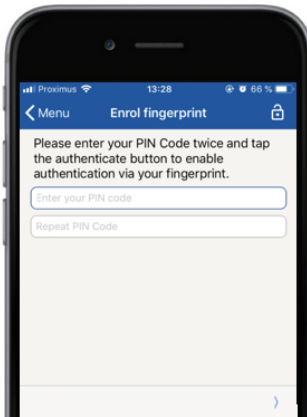 Proximus 13:28 66 %
Menu Enrol fingerprint
Please enter your PIN Code twice and tap
the authenticate button to enable
authentication via your fingerprint.
Enter your PIN code
Repeat PIN Code